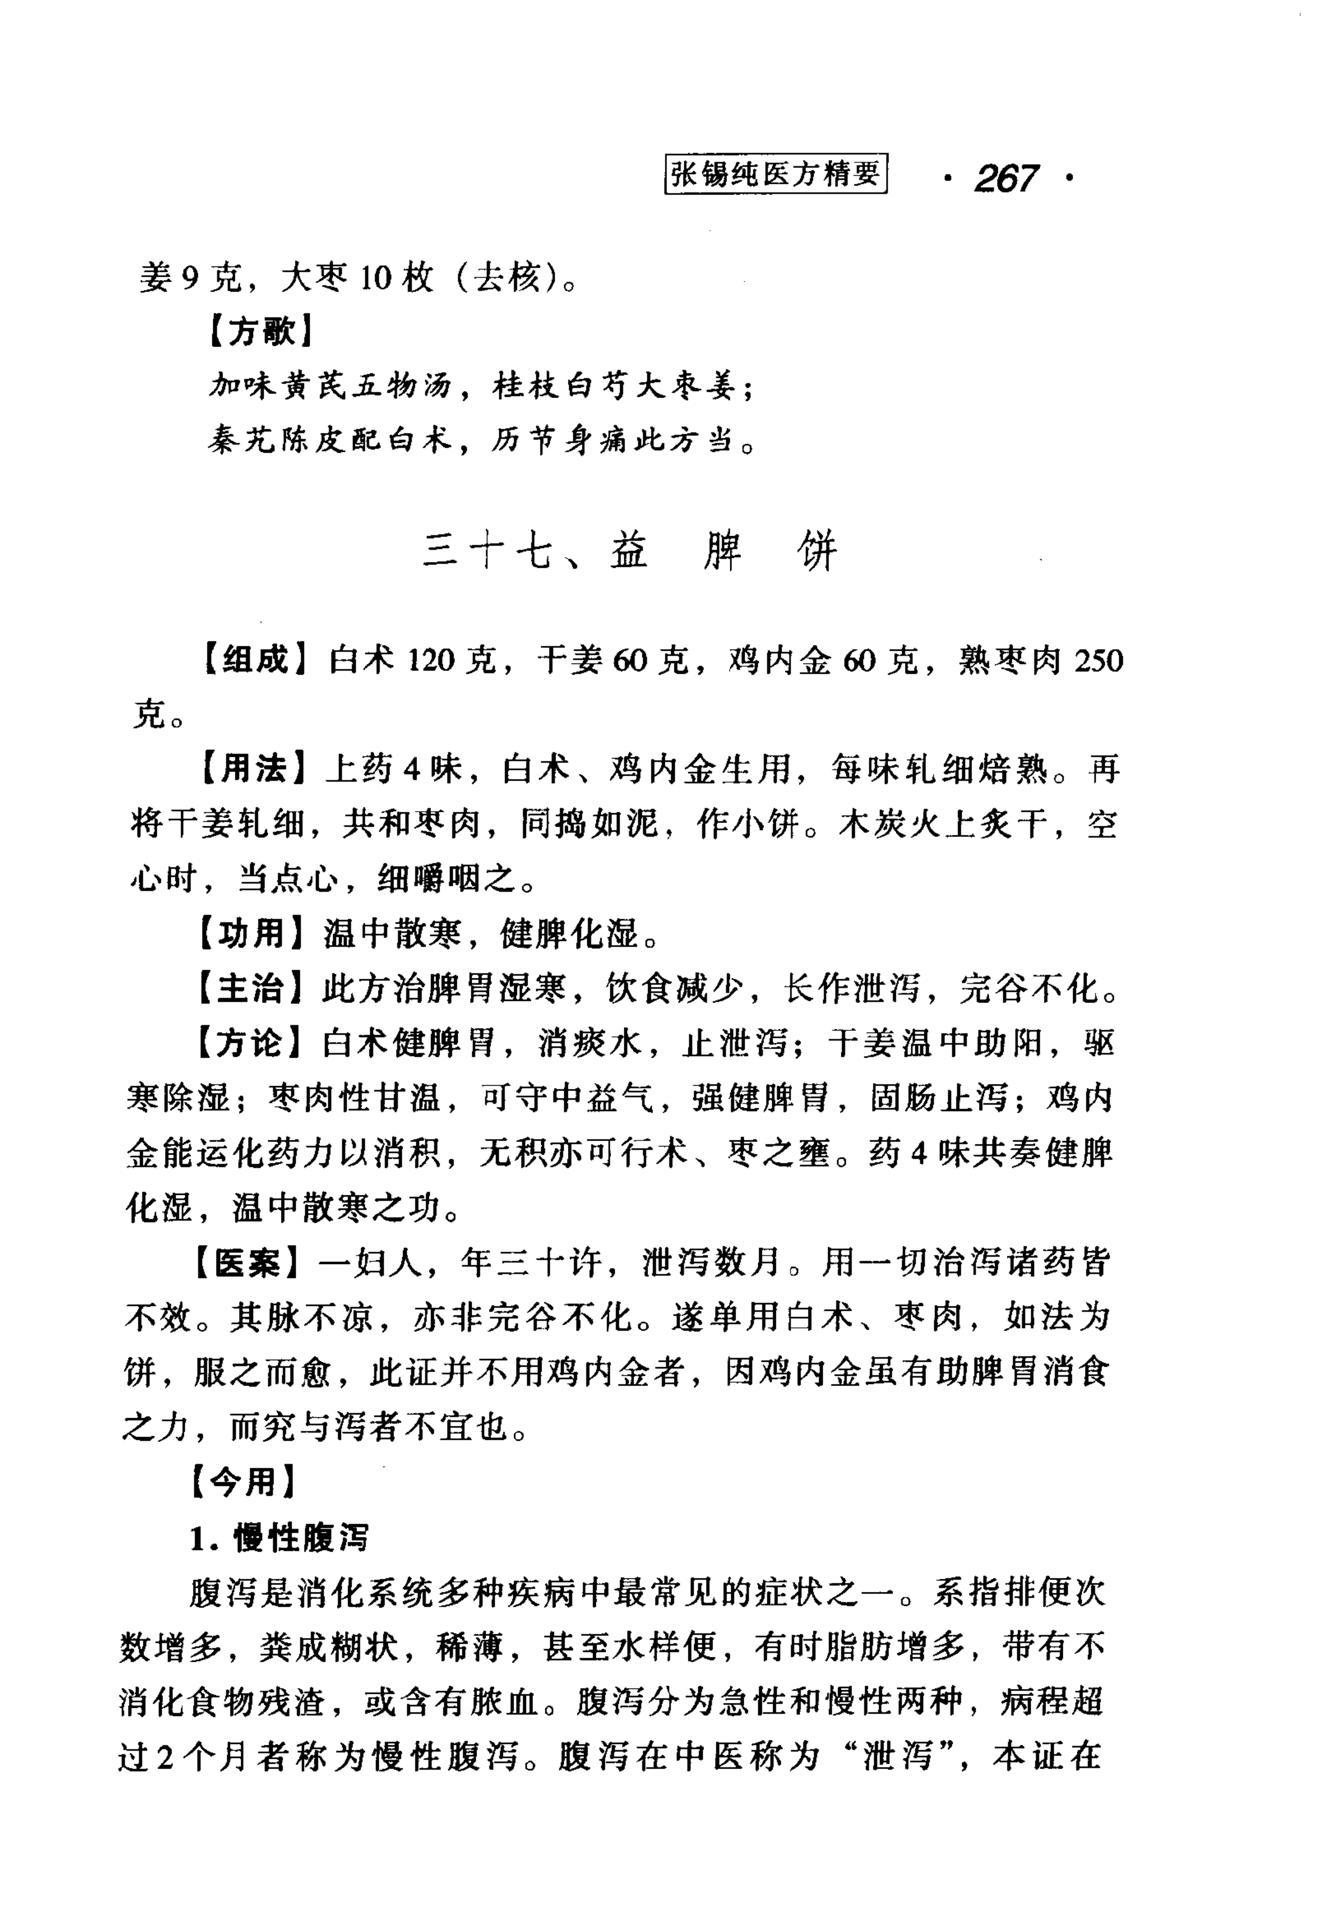 张锡纯医方精要 · 267 ·
姜9克，大枣10枚（去核）。
【方歌】
加味黄芪五物汤，桂枝白芍大枣姜；
秦艽陈皮配白术，历节身痛此方当。
三十七、益 脾 饼
【组成】白术120克，干姜60克，鸡内金60克，熟枣肉250
克。
【用法】上药4味，白术、鸡内金生用，每味轧细焙熟。再
将干姜轧细，共和枣肉，同捣如泥，作小饼。木炭火上炙干，空
心时，当点心，细嚼咽之。
【功用】温中散寒，健脾化湿。
【主治】此方治脾胃湿寒，饮食减少，长作泄泻，完谷不化。
【方论】白术健脾胃，消痰水，止泄泻；干姜温中助阳，驱
寒除湿；枣肉性甘温，可守中益气，强健脾胃，固肠止泻；鸡内
金能运化药力以消积，无积亦可行术、枣之壅。药4味共奏健脾
化湿，温中散寒之功。
【医案】一妇人，年三十许，泄泻数月。用一切治泻诸药皆
不效。其脉不凉，亦非完谷不化。遂单用白术、枣肉，如法为
饼，服之而愈，此证并不用鸡内金者，因鸡内金虽有助脾胃消食
之力，而究与泻者不宜也。
【今用】
1. 慢性腹泻
腹泻是消化系统多种疾病中最常见的症状之一。系指排便次
数增多，粪成糊状，稀薄，甚至水样便，有时脂肪增多，带有不
消化食物残渣，或含有脓血。腹泻分为急性和慢性两种，病程超
过2个月者称为慢性腹泻。腹泻在中医称为“泄泻”，本证在